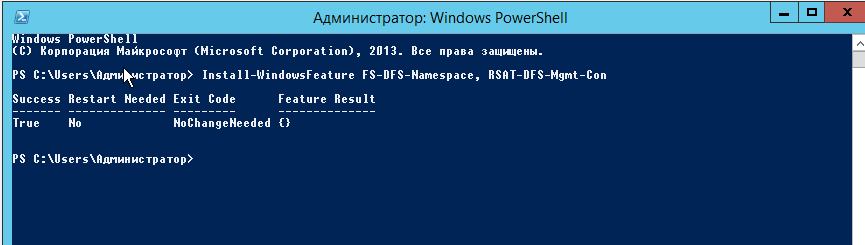 Администратор: Windows PowerShell
Windows PowerShell
(C) Корпорация Майкрософт (Microsoft Corporation), 2013. Все права защищены.
PS C:\Users\Администратор> Install-WindowsFeature FS-DFS-Namespace, RSAT-DFS-Mgmt-Con
Success Restart Needed Exit Code      Feature Result
------- -------------- ---------      --------------
True    No             NoChangeNeeded {}
PS C:\Users\Администратор>